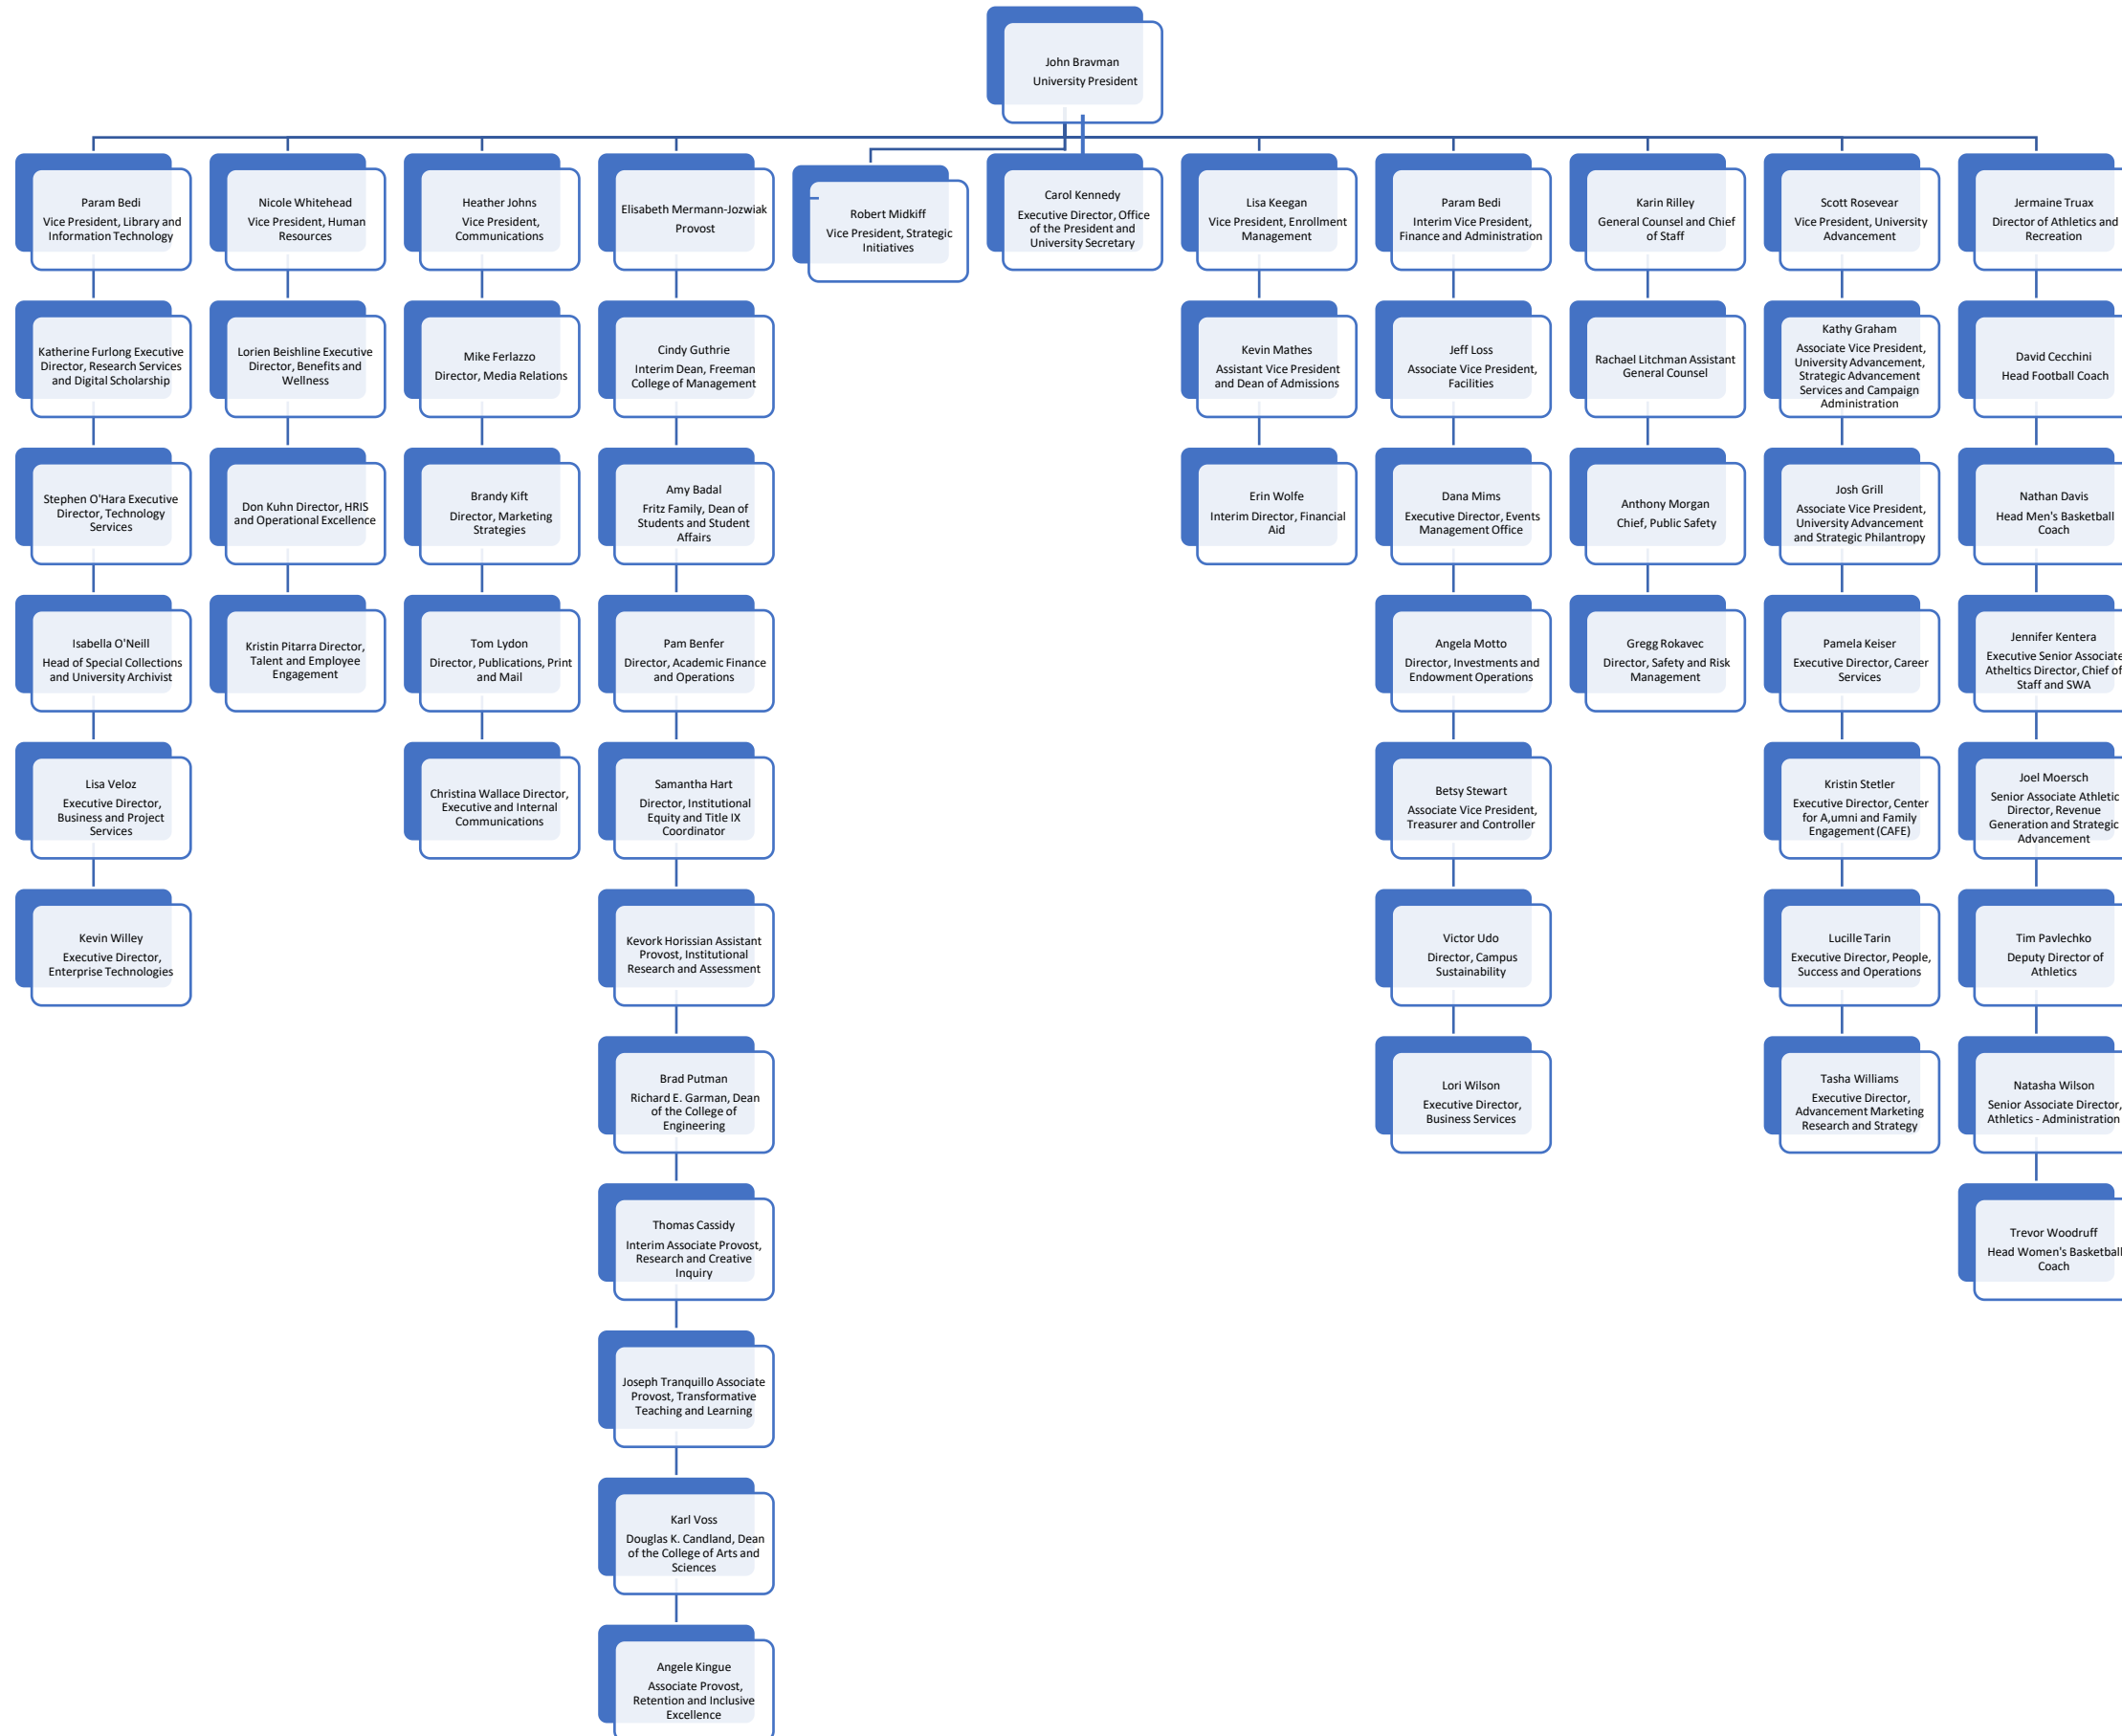 John Bravman
University President
Param Bedi
Vice President, Library and
Information Technology
Nicole Whitehead
Vice President, Human
Resources
Heather Johns
Vice President,
Communications
Elisabeth Mermann-Jozwiak
Provost
Robert Midkiff
Vice President, Strategic
Initiatives
Carol Kennedy
Executive Director, Office
of the President and
University Secretary
Lisa Keegan
Vice President, Enrollment
Management
Param Bedi
Interim Vice President,
Finance and Administration
Karin Rilley
General Counsel and Chief
of Staff
Scott Rosevear
Vice President, University
Advancement
Jermaine Truax
Director of Athletics and
Recreation
Katherine Furlong Executive
Director, Research Services
and Digital Scholarship
Lorien Beishline Executive
Director, Benefits and
Wellness
Mike Ferlazzo
Director, Media Relations
Cindy Guthrie
Interim Dean, Freeman
College of Management
Kevin Mathes
Assistant Vice President
and Dean of Admissions
Jeff Loss
Associate Vice President,
Facilities
Rachael Litchman Assistant
General Counsel
Kathy Graham
Associate Vice President,
University Advancement,
Strategic Advancement
Services and Campaign
Administration
David Cecchini
Head Football Coach
Stephen O'Hara Executive
Director, Technology
Services
Don Kuhn Director, HRIS
and Operational Excellence
Brandy Kift
Director, Marketing
Strategies
Amy Badal
Fritz Family, Dean of
Students and Student
Affairs
Erin Wolfe
Interim Director, Financial
Aid
Dana Mims
Executive Director, Events
Management Office
Anthony Morgan
Chief, Public Safety
Josh Grill
Associate Vice President,
University Advancement
and Strategic Philantropy
Nathan Davis
Head Men's Basketball
Coach
Isabella O'Neill
Head of Special Collections
and University Archivist
Kristin Pitarra Director,
Talent and Employee
Engagement
Tom Lydon
Director, Publications, Print
and Mail
Pam Benfer
Director, Academic Finance
and Operations
Angela Motto
Director, Investments and
Endowment Operations
Gregg Rokavec
Director, Safety and Risk
Management
Pamela Keiser
Executive Director, Career
Services
Jennifer Kentera
Executive Senior Associate
Atheltics Director, Chief of
Staff and SWA
Lisa Veloz
Executive Director,
Business and Project
Services
Christina Wallace Director,
Executive and Internal
Communications
Samantha Hart
Director, Institutional
Equity and Title IX
Coordinator
Betsy Stewart
Associate Vice President,
Treasurer and Controller
Kristin Stetler
Executive Director, Center
for A,umni and Family
Engagement (CAFE)
Joel Moersch
Senior Associate Athletic
Director, Revenue
Generation and Strategic
Advancement
Kevin Willey
Executive Director,
Enterprise Technologies
Kevork Horissian Assistant
Provost, Institutional
Research and Assessment
Victor Udo
Director, Campus
Sustainability
Lucille Tarin
Executive Director, People,
Success and Operations
Tim Pavlechko
Deputy Director of
Athletics
Brad Putman
Richard E. Garman, Dean
of the College of
Engineering
Lori Wilson
Executive Director,
Business Services
Tasha Williams
Executive Director,
Advancement Marketing
Research and Strategy
Natasha Wilson
Senior Associate Director,
Athletics - Administration
Thomas Cassidy
Interim Associate Provost,
Research and Creative
Inquiry
Trevor Woodruff
Head Women's Basketball
Coach
Joseph Tranquillo Associate
Provost, Transformative
Teaching and Learning
Karl Voss
Douglas K. Candland, Dean
of the College of Arts and
Sciences
Angele Kingue
Associate Provost,
Retention and Inclusive
Excellence